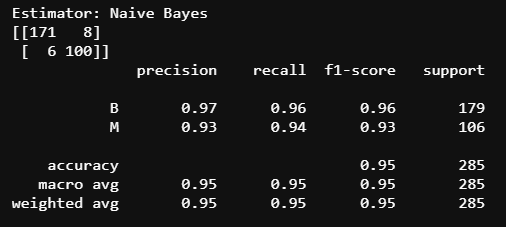 Estimator: Naive Bayes
[[171   8]
 [  6 100]]
              precision    recall  f1-score   support

           B       0.97      0.96      0.96       179
           M       0.93      0.94      0.93       106

    accuracy                           0.95       285
   macro avg       0.95      0.95      0.95       285
weighted avg       0.95      0.95      0.95       285